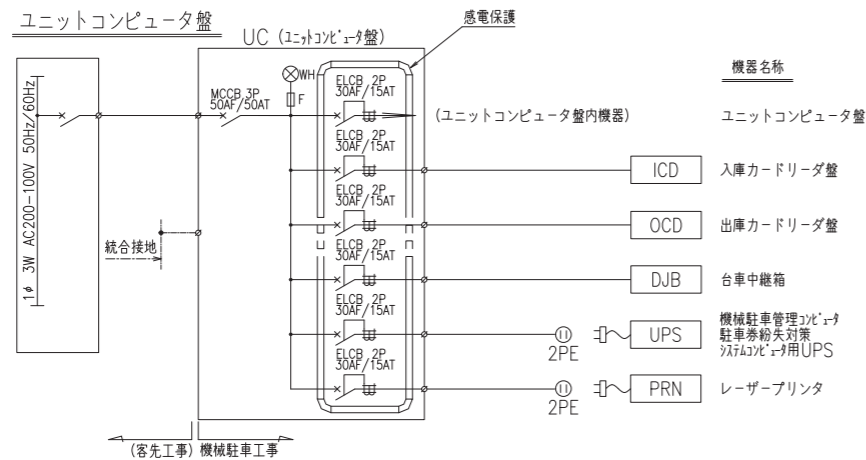 ユニットコンピュータ盤
UC (ユニットコンピュータ盤)
感電保護
機器名称
1φ 3W AC200-100V 50Hz/60Hz
MCCB 3P
50AF/50AT
WH
F
ELCB 2P
30AF/15AT
(ユニットコンピュータ盤内機器)
ユニットコンピュータ盤
ELCB 2P
30AF/15AT
ICD
入庫カードリーダ盤
ELCB 2P
30AF/15AT
OCD
出庫カードリーダ盤
統合接地
ELCB 2P
30AF/15AT
DJB
台車中継箱
ELCB 2P
30AF/15AT
2PE
UPS
機械駐車管理コンピュータ
駐車券紛失対策
システムコンピュータ用UPS
ELCB 2P
30AF/15AT
2PE
PRN
レーザープリンタ
(客先工事) 機械駐車工事